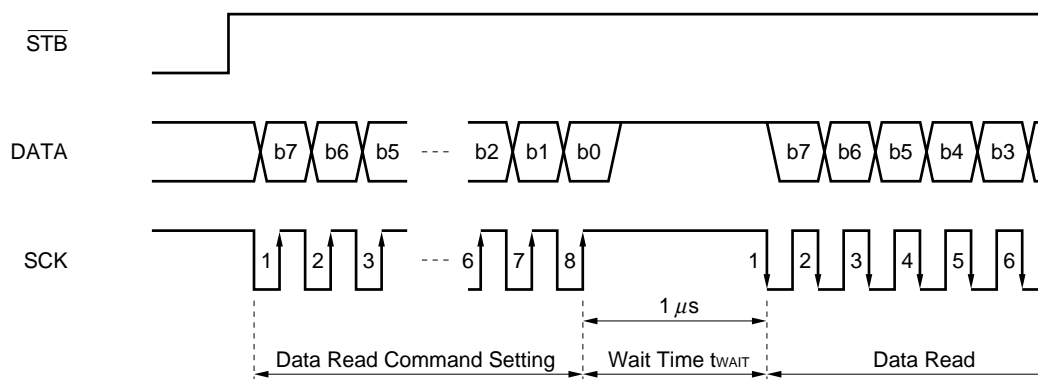 STB
DATA b7 b6 b5 b2 b1 b0 b7 b6 b5 b4 b3
SCK 1 2 3 6 7 8 1 2 3 4 5 6
1 μs
Data Read Command Setting Wait Time tWAIT Data Read